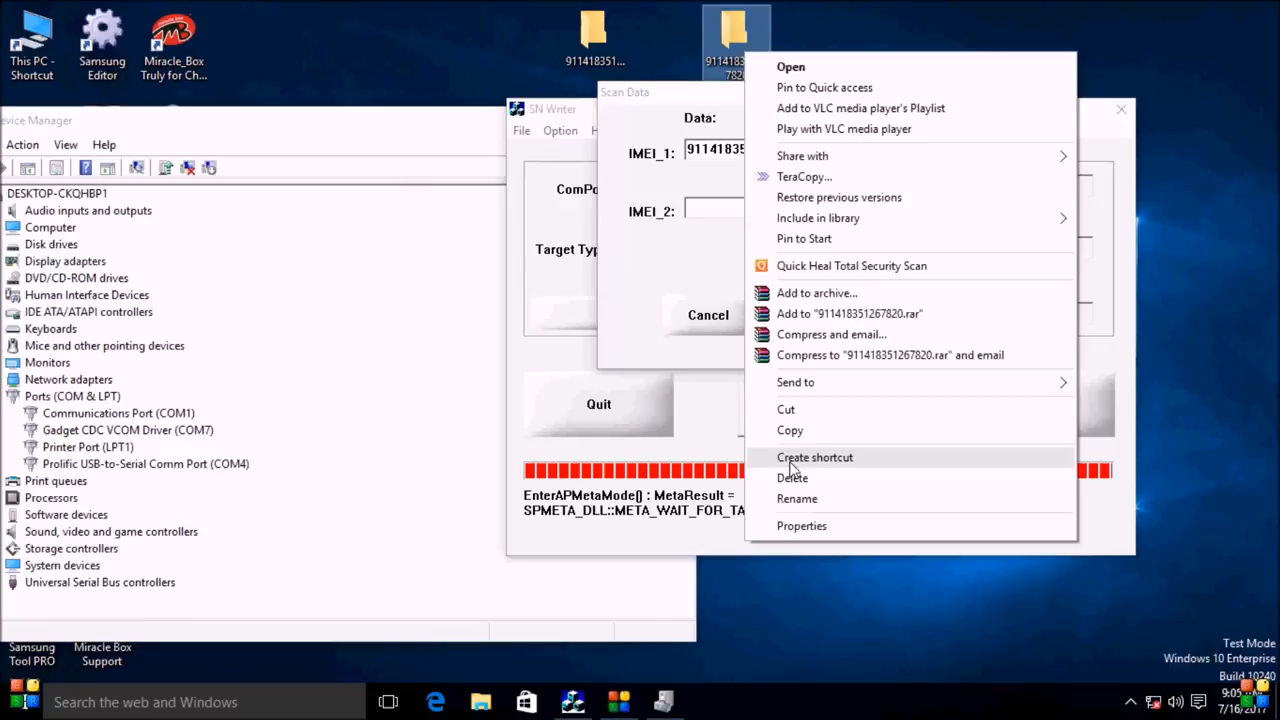 This PC -
Shortcut
Samsung
Editor
Miracle_Box
Truly for Ch...
911418351...
Device Manager
Action View Help
DESKTOP-CKQHBP1
Audio inputs and outputs
Computer
Disk drives
Display adapters
DVD/CD-ROM drives
Human Interface Devices
IDE ATA/ATAPI controllers
Keyboards
Mice and other pointing devices
Monitors
Network adapters
Ports (COM & LPT)
Communications Port (COM1)
Gadget CDC VCOM Driver (COM7)
Printer Port (LPT1)
Prolific USB-to-Serial Comm Port (COM4)
Print queues
Processors
Software devices
Sound, video and game controllers
Storage controllers
System devices
Universal Serial Bus controllers
SN Writer
File Option
ComPo
Target Typ
Quit
EnterAPMetaMode() : MetaResult =
SPMETA_DLL::META_WAIT_FOR_TA
Scan Data
Data:
IMEI_1: 91141835
IMEI_2:
Cancel
Open
Pin to Quick access
Add to VLC media player's Playlist
Play with VLC media player
Share with
TeraCopy...
Restore previous versions
Include in library
Pin to Start
Quick Heal Total Security Scan
Add to archive...
Add to "911418351267820.rar"
Compress and email...
Compress to "911418351267820.rar" and email
Send to
Cut
Copy
Create shortcut
Delete
Rename
Properties
Samsung
Tool PRO
Miracle Box
Support
Test Mode
Windows 10 Enterprise
Build 10240
Search the web and Windows
7/16/2017